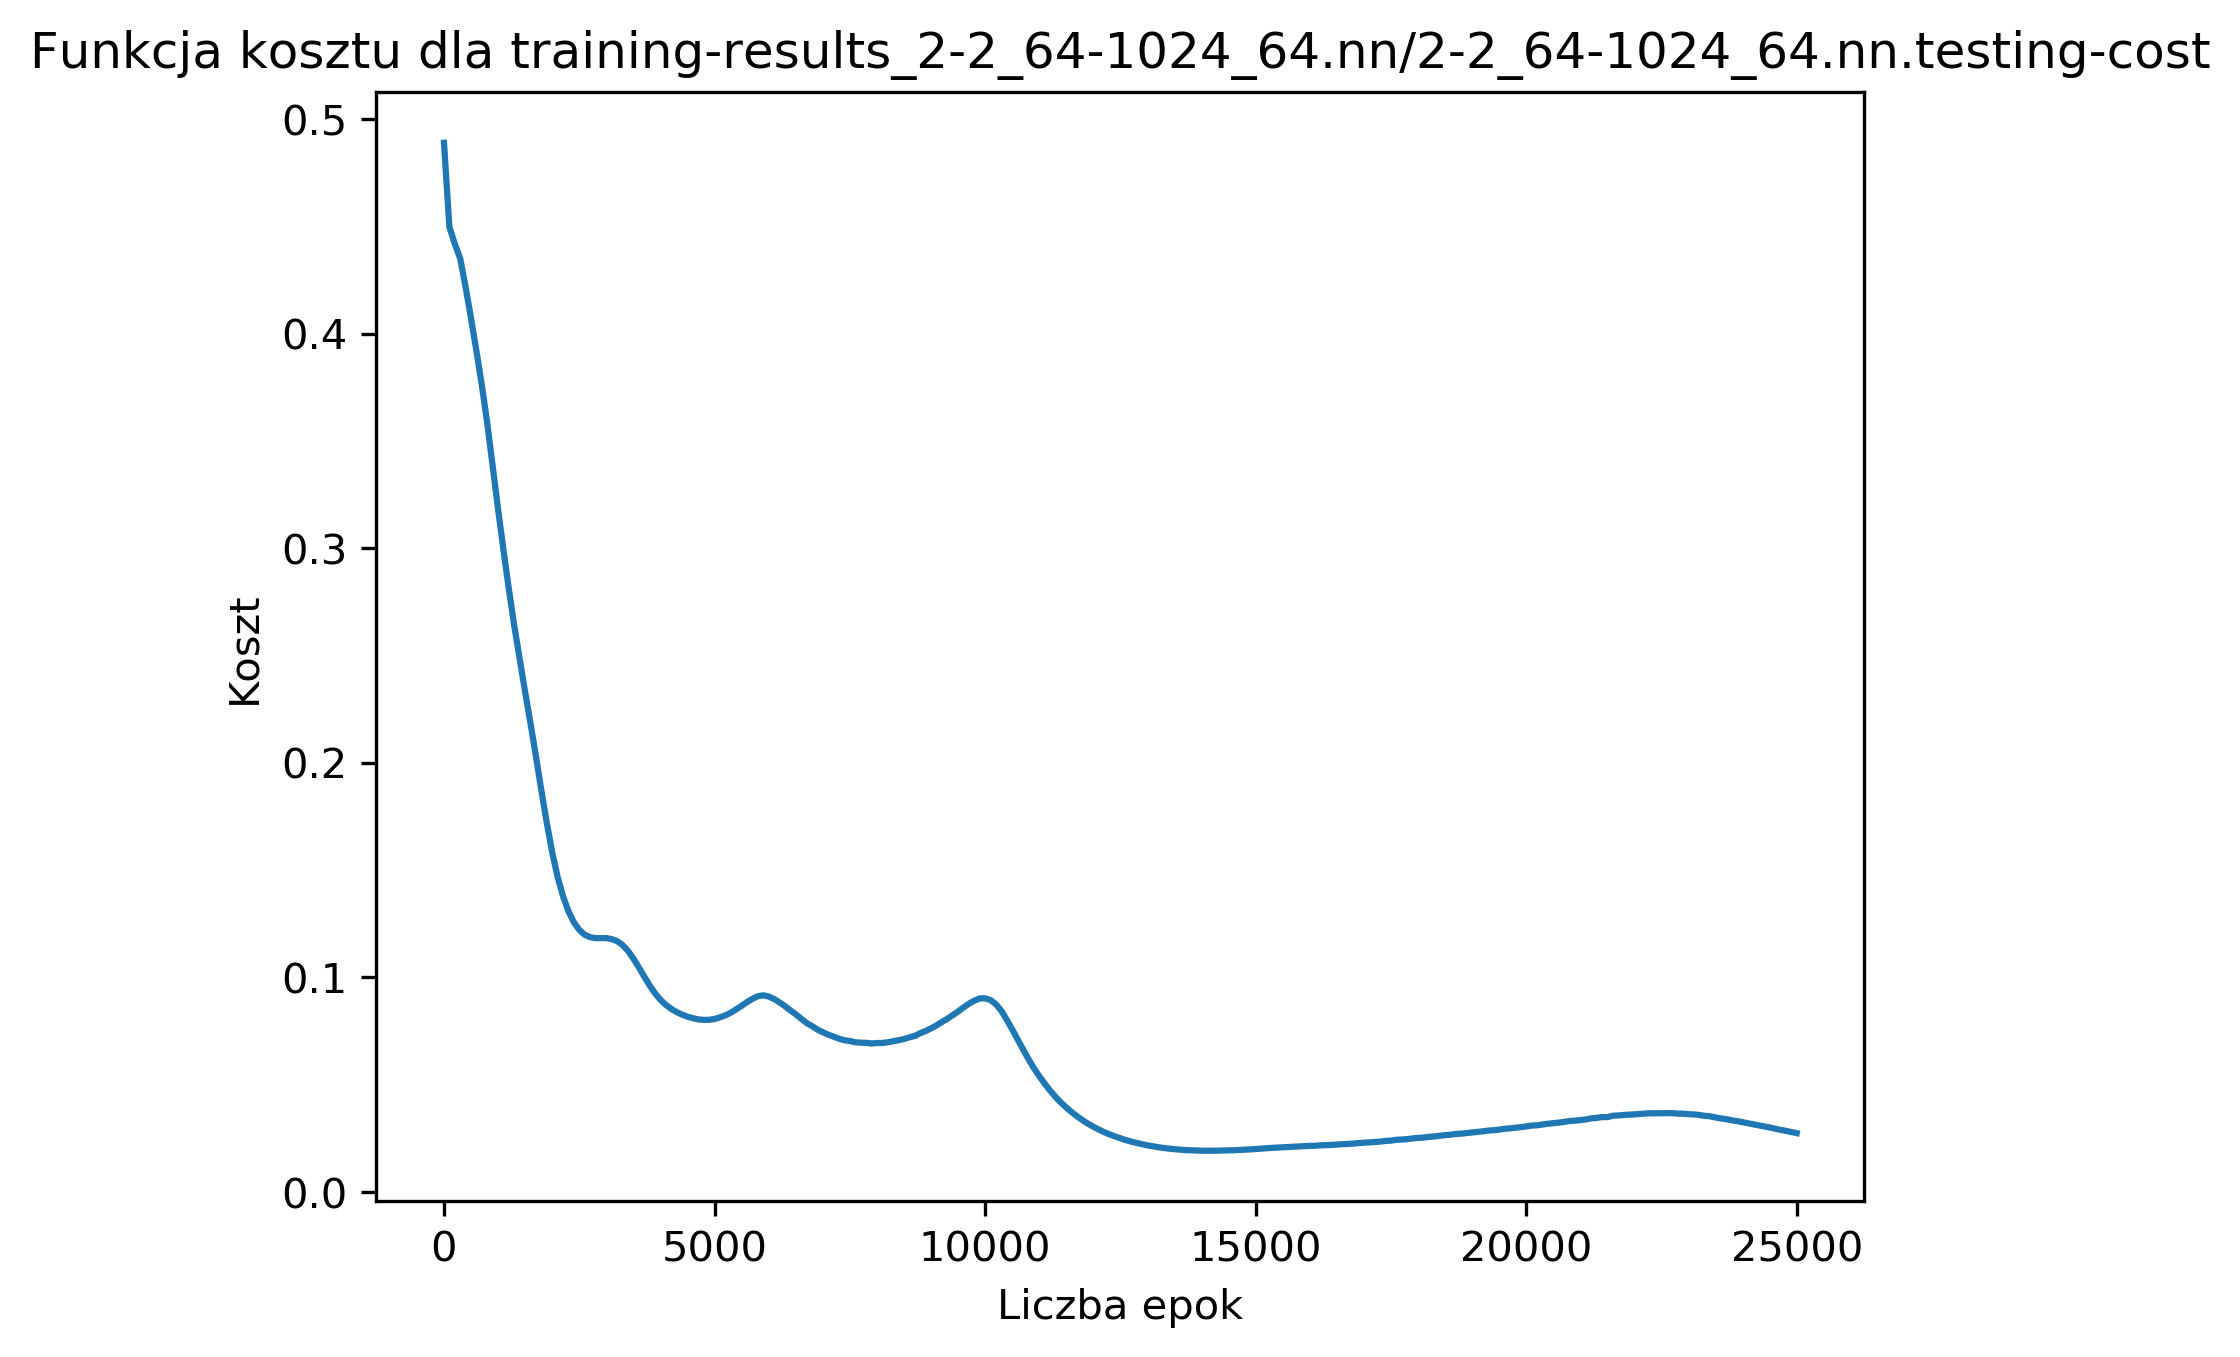 Funkcja kosztu dla training-results_2-2_64-1024_64.nn/2-2_64-1024_64.nn.testing-cost
0.5
0.4
0.3
0.2
0.1
0.0
Koszt
0 5000 10000 15000 20000 25000
Liczba epok